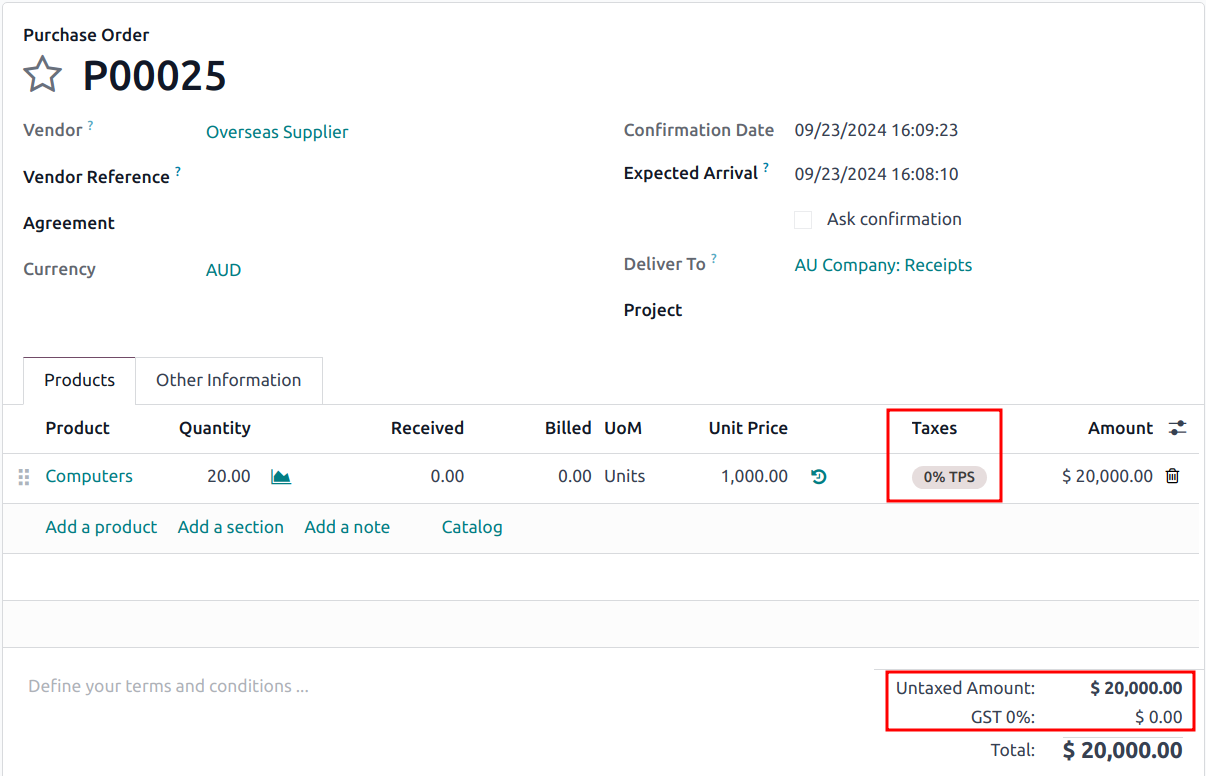 Purchase Order
P00025
Vendor ? Overseas Supplier
Vendor Reference ?
Agreement
Currency AUD
Confirmation Date 09/23/2024 16:09:23
Expected Arrival ? 09/23/2024 16:08:10
Ask confirmation
Deliver To ? AU Company: Receipts
Project
Products Other Information
Product Quantity Received Billed UoM Unit Price Taxes Amount
Computers 20.00 0.00 0.00 Units 1,000.00 0% TPS $ 20,000.00
Add a product Add a section Add a note Catalog
Define your terms and conditions ...
Untaxed Amount: $ 20,000.00
GST 0%: $ 0.00
Total: $ 20,000.00